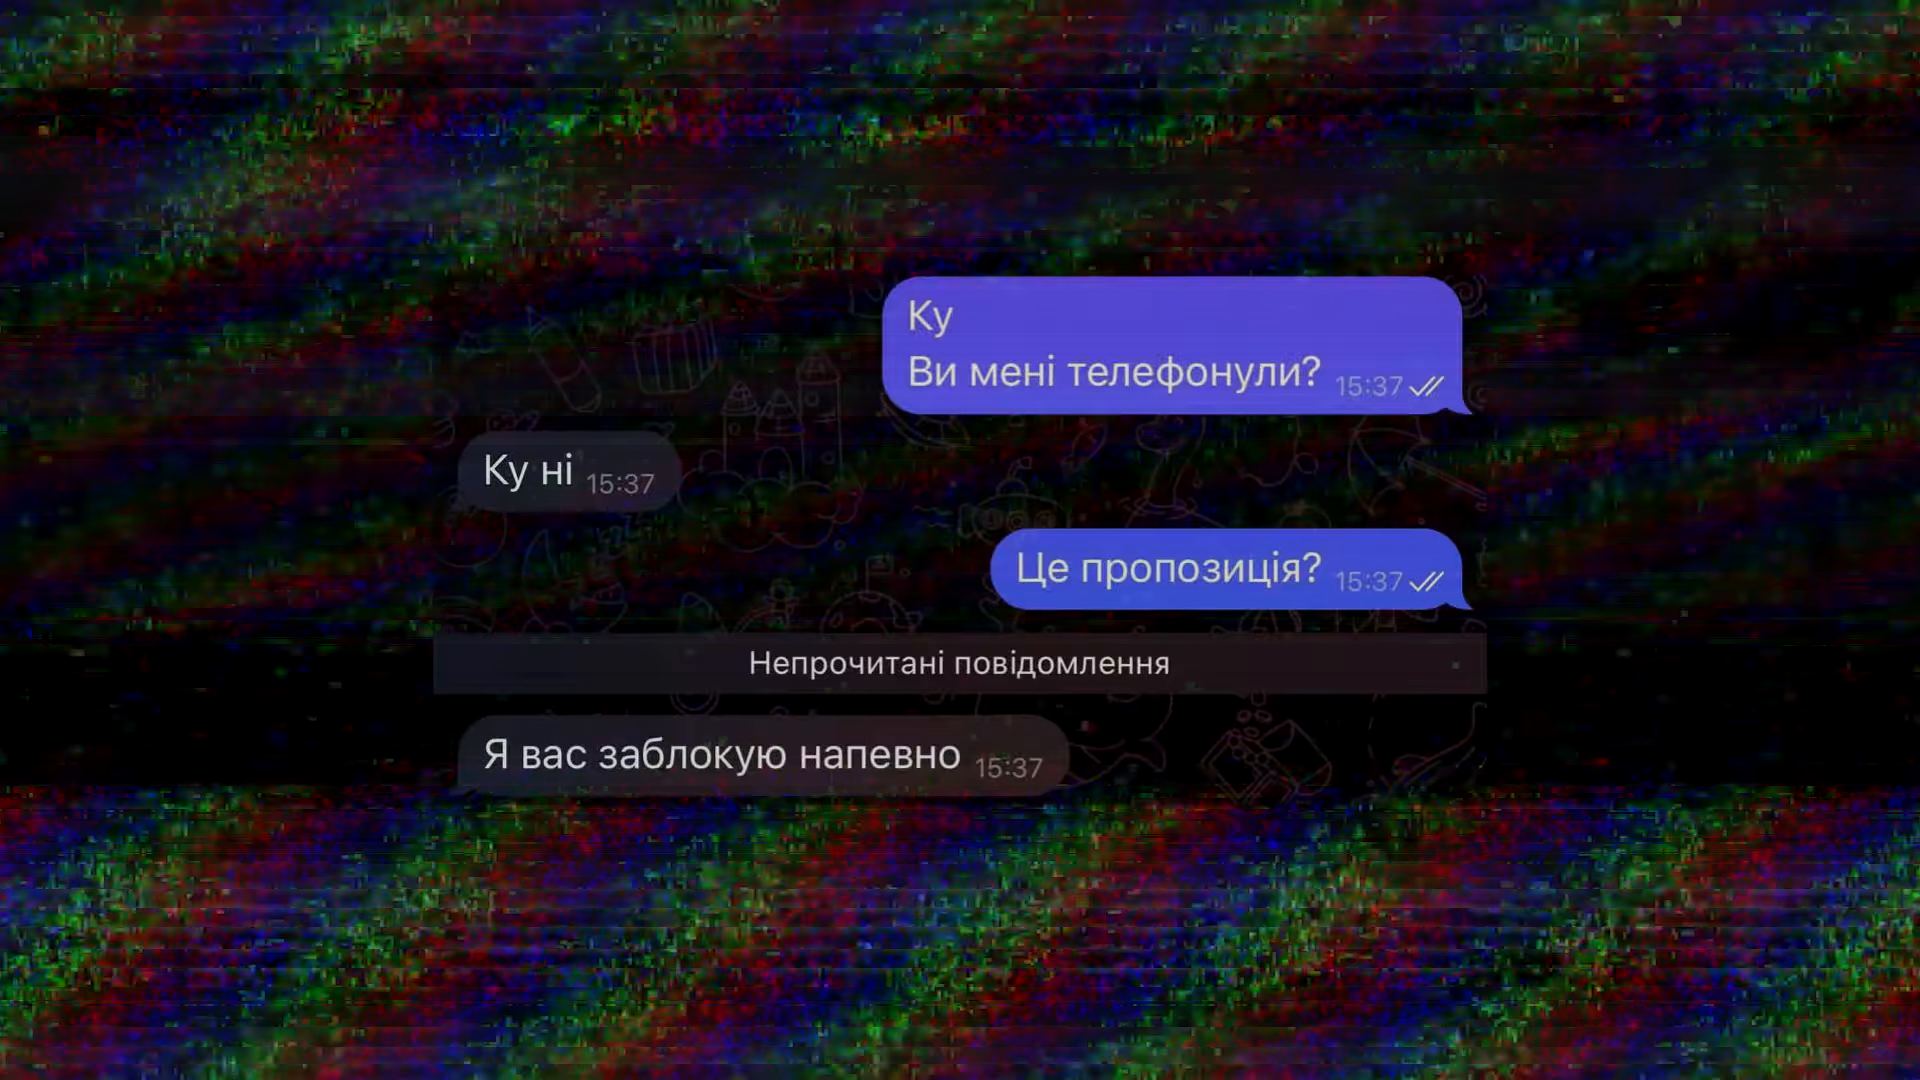 Ку
Ви мені телефонули? 15:37
Ку ні 15:37
Це пропозиція? 15:37
Непрочитані повідомлення
Я вас заблокую напевно 15:37